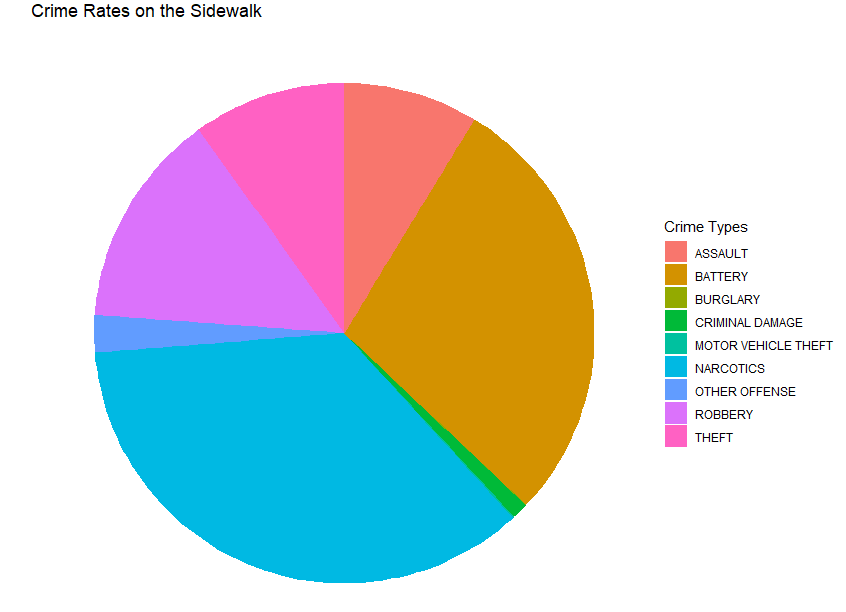 Crime Rates on the Sidewalk
Crime Types
ASSAULT
BATTERY
BURGLARY
CRIMINAL DAMAGE
MOTOR VEHICLE THEFT
NARCOTICS
OTHER OFFENSE
ROBBERY
THEFT